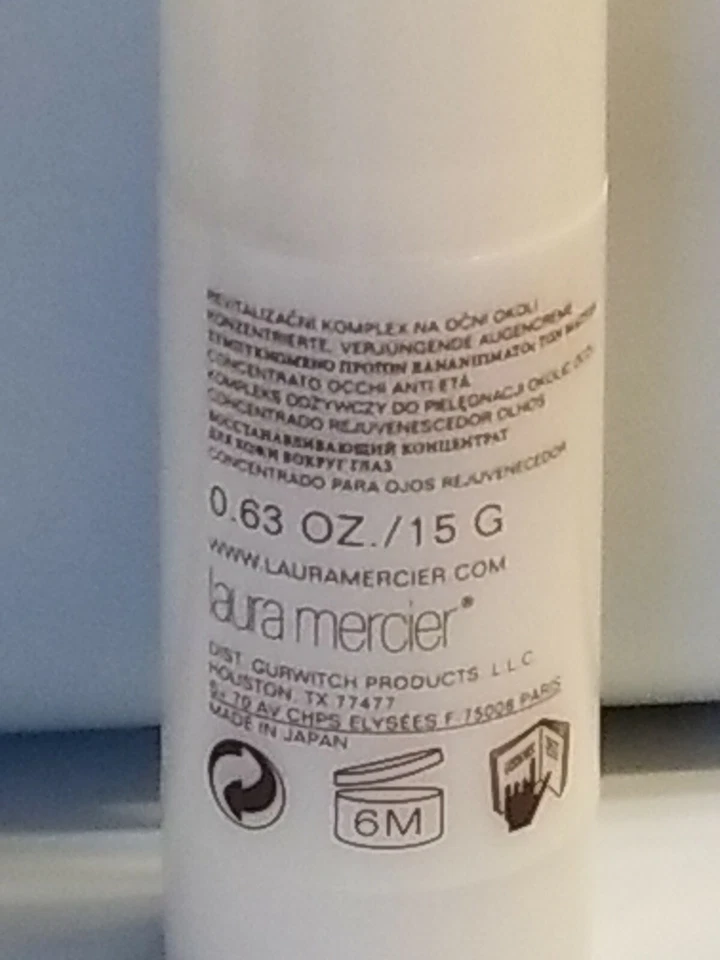 REVITALIZAČNÍ KOMPLEX NA OČNÍ OKOLÍ
KONZENTRIERTE, VERJÜNGENDE AUGENCREME
CONCENTRATO OCCHI ANTI ETÀ
KOMPLEKS ODŻYWCZY DO PIELĘGNACJI OKOLIC OCZU
CONCENTRADO REJUVENESCEDOR OLHOS
ВОССТАНАВЛИВАЮЩИЙ КОНЦЕНТРАТ
ДЛЯ КОЖИ ВОКРУГ ГЛАЗ
CONCENTRADO PARA OJOS REJUVENECEDOR
0.63 OZ./15 G
WWW.LAURAMERCIER.COM
laura mercier®
DIST. GURWITCH PRODUCTS, L.L.C.
HOUSTON, TX 77477
70 AV CHPS ELYSÉES F.75008 PARIS
MADE IN JAPAN
6M